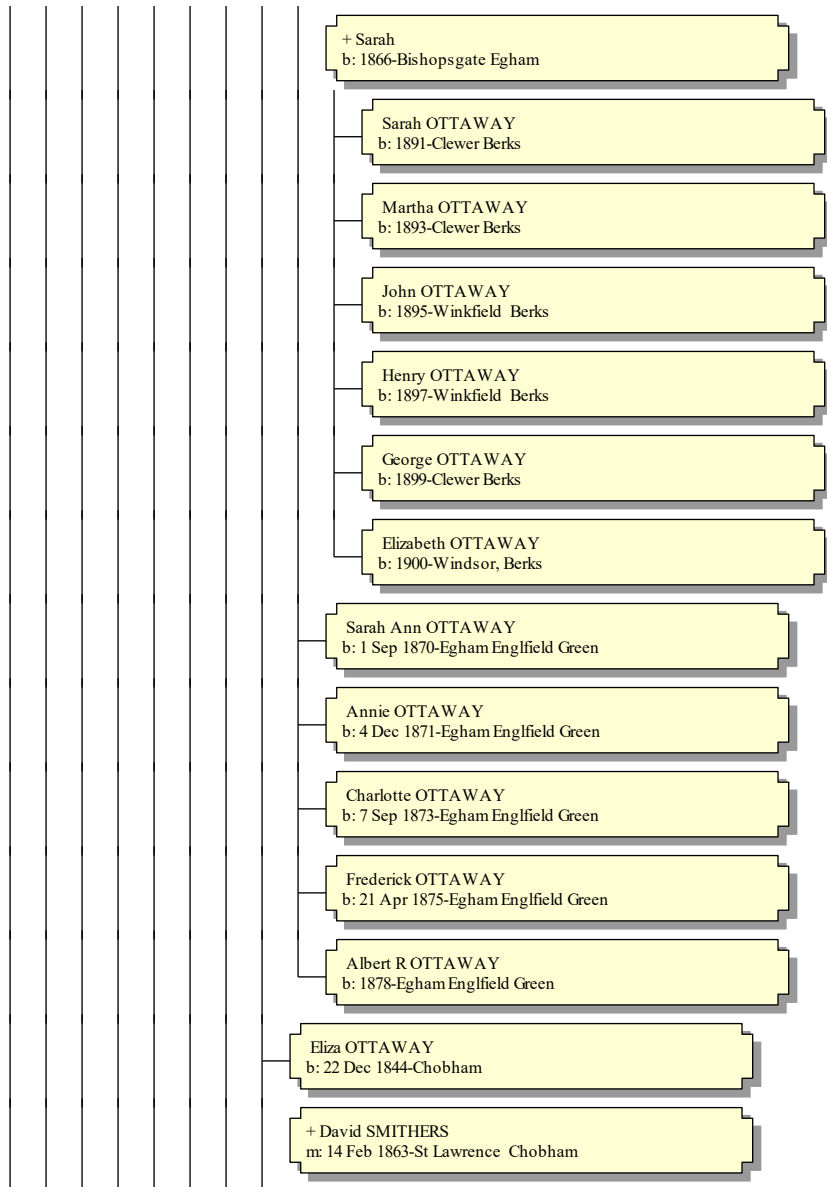 + Sarah
b: 1866-Bishopsgate Egham
Sarah OTTAWAY
b: 1891-Clewer Berks
Martha OTTAWAY
b: 1893-Clewer Berks
John OTTAWAY
b: 1895-Winkfield Berks
Henry OTTAWAY
b: 1897-Winkfield Berks
George OTTAWAY
b: 1899-Clewer Berks
Elizabeth OTTAWAY
b: 1900-Windsor, Berks
Sarah Ann OTTAWAY
b: 1 Sep 1870-Egham Englfield Green
Annie OTTAWAY
b: 4 Dec 1871-Egham Englfield Green
Charlotte OTTAWAY
b: 7 Sep 1873-Egham Englfield Green
Frederick OTTAWAY
b: 21 Apr 1875-Egham Englfield Green
Albert R OTTAWAY
b: 1878-Egham Englfield Green
Eliza OTTAWAY
b: 22 Dec 1844-Chobham
+ David SMITHERS
m: 14 Feb 1863-St Lawrence Chobham